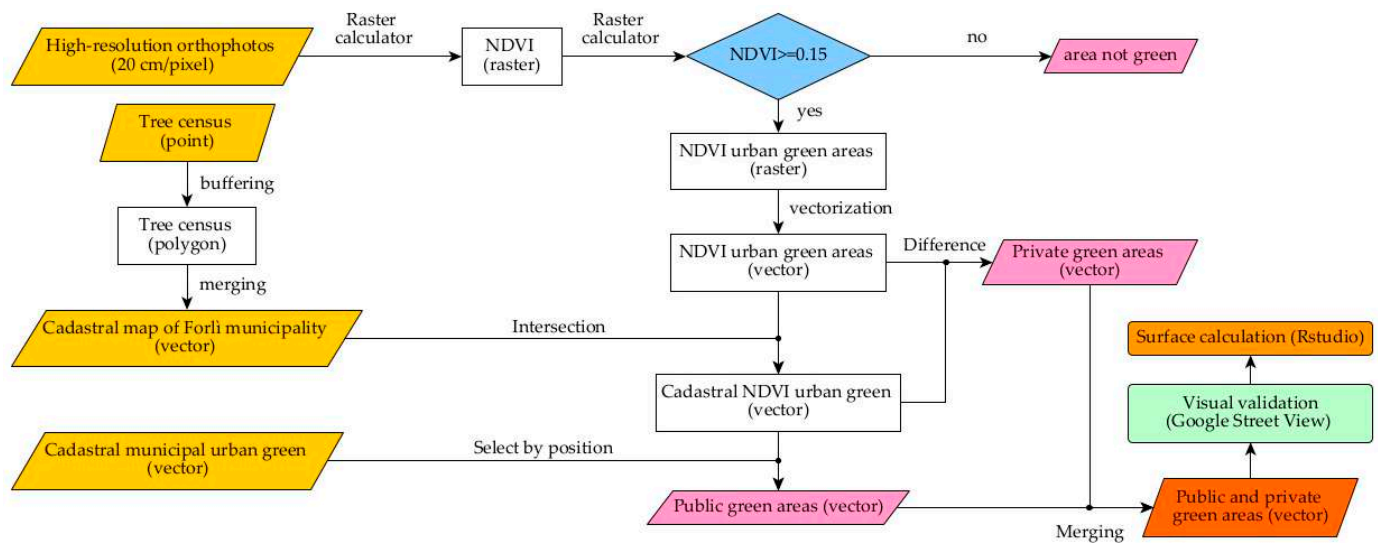 High-resolution orthophotos
(20 cm/pixel)
Raster
calculator
NDVI
(raster)
Raster
calculator
NDVI>=0.15
no
area not green
yes
Tree census
(point)
buffering
Tree census
(polygon)
merging
NDVI urban green areas
(raster)
vectorization
NDVI urban green areas
(vector)
Difference
Private green areas
(vector)
Cadastral map of Forlì municipality
(vector)
Intersection
Cadastral NDVI urban green
(vector)
Surface calculation (Rstudio)
Visual validation
(Google Street View)
Cadastral municipal urban green
(vector)
Select by position
Public green areas (vector)
Merging
Public and private
green areas (vector)